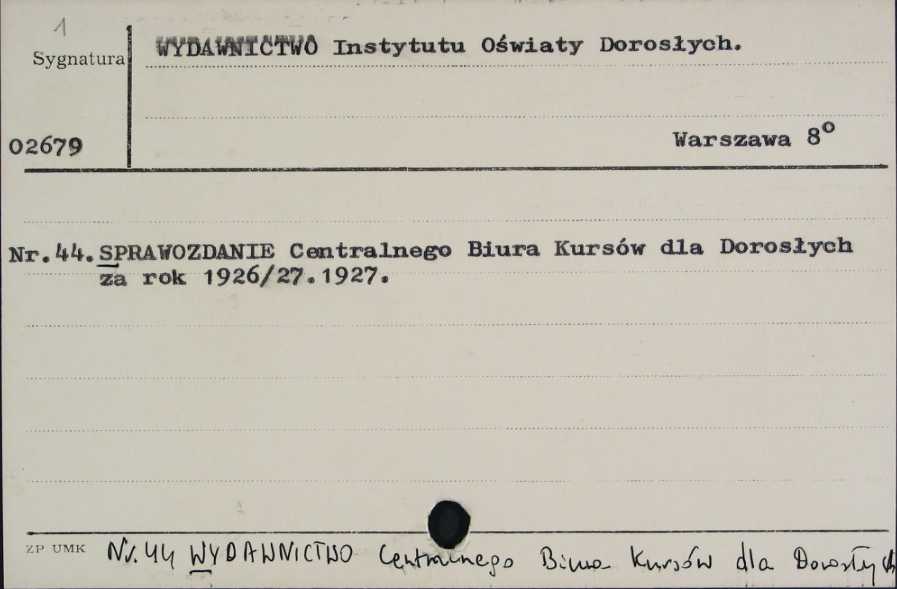 1
Sygnatura
WYDAWNICTWO Instytutu Oświaty Dorosłych.
02679
Warszawa 8°
Nr.44.SPRAWOZDANIE Centralnego Biura Kursów dla Dorosłych
za rok 1926/27.1927.
ZP UMK
Nr. 44 WYDAWNICTWO Centralnego Biura Kursów dla Dorosłych